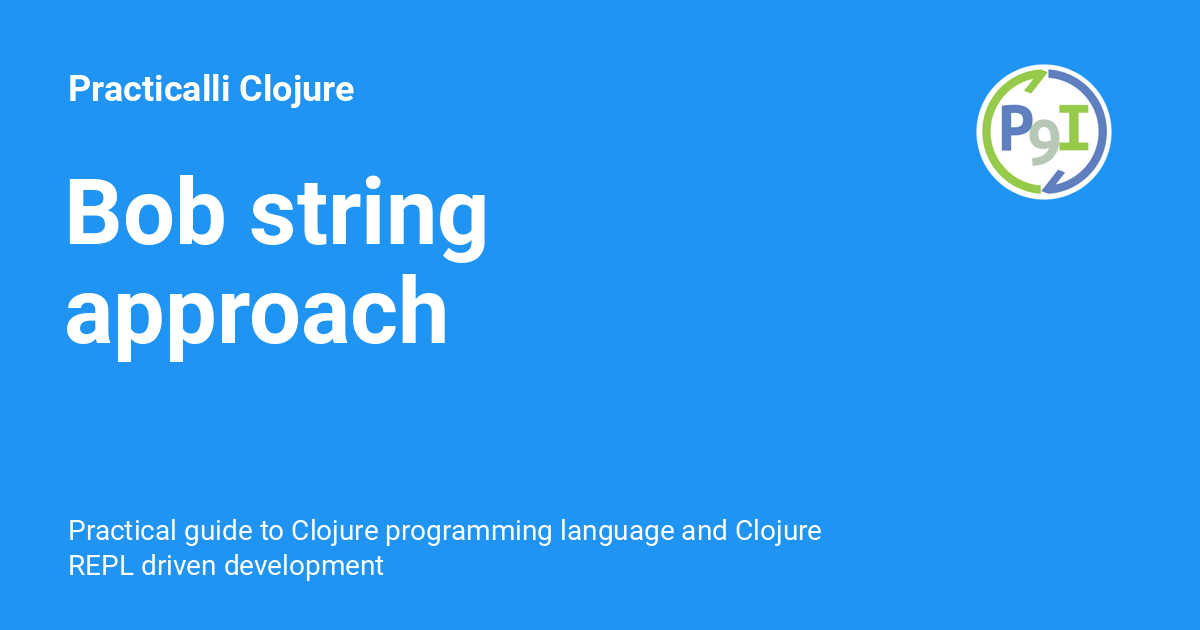 Practicalli Clojure
P9I
Bob string
approach
Practical guide to Clojure programming language and Clojure
REPL driven development